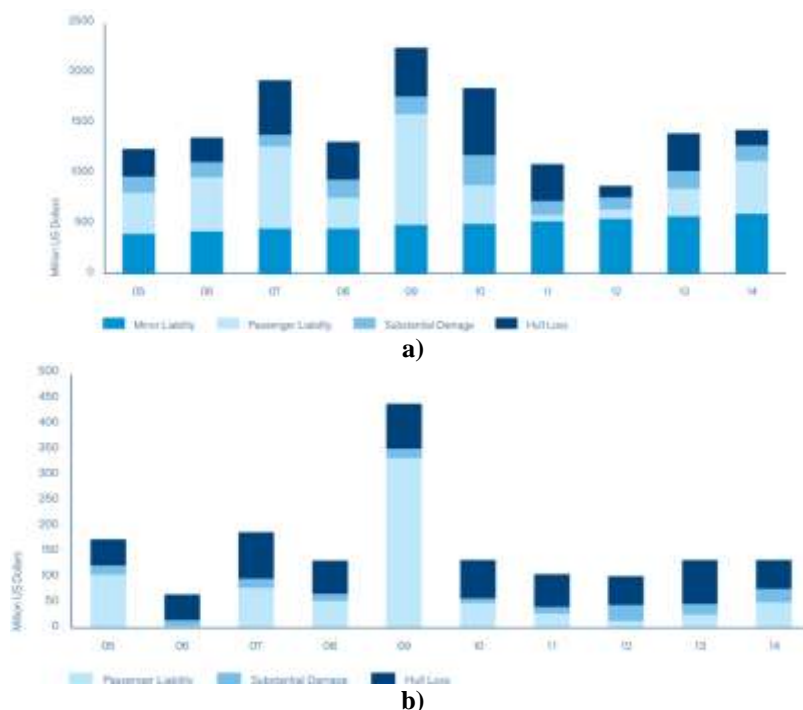 2500
2000
1500
1000
500
0
Million US Dollars
05 06 07 08 09 10 11 12 13 14
Minor Liability Passenger Liability Substantial Damage Hull Loss
a)
500
450
400
350
300
250
200
150
100
50
0
Million US Dollars
05 06 07 08 09 10 11 12 13 14
Passenger Liability Substantial Damage Hull Loss
b)